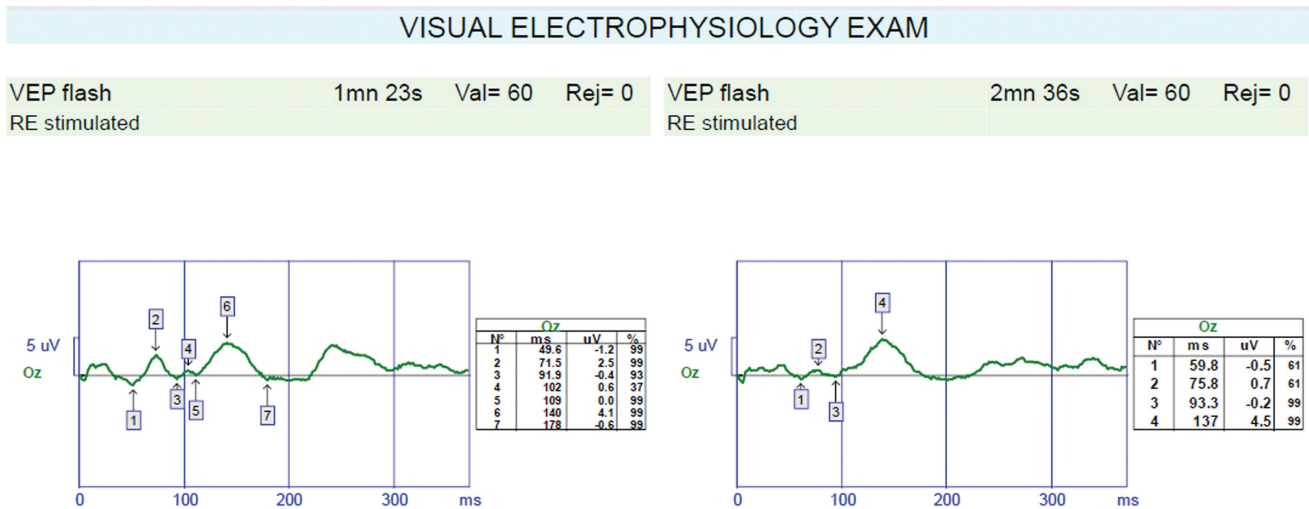 VISUAL ELECTROPHYSIOLOGY EXAM
VEP flash 1mn 23s Val= 60 Rej= 0
RE stimulated
2
6
4
5 uV
Oz
1
3
5
7
0 100 200 300 ms
Oz
N° ms uV %
1 49.6 -1.2 99
2 71.5 2.5 99
3 91.9 -0.4 93
4 102 0.6 37
5 109 0.0 99
6 140 4.1 99
7 178 -0.6 99
VEP flash 2mn 36s Val= 60 Rej= 0
RE stimulated
4
2
5 uV
Oz
1
3
0 100 200 300 ms
Oz
N° ms uV %
1 59.8 -0.5 61
2 75.8 0.7 61
3 93.3 -0.2 99
4 137 4.5 99